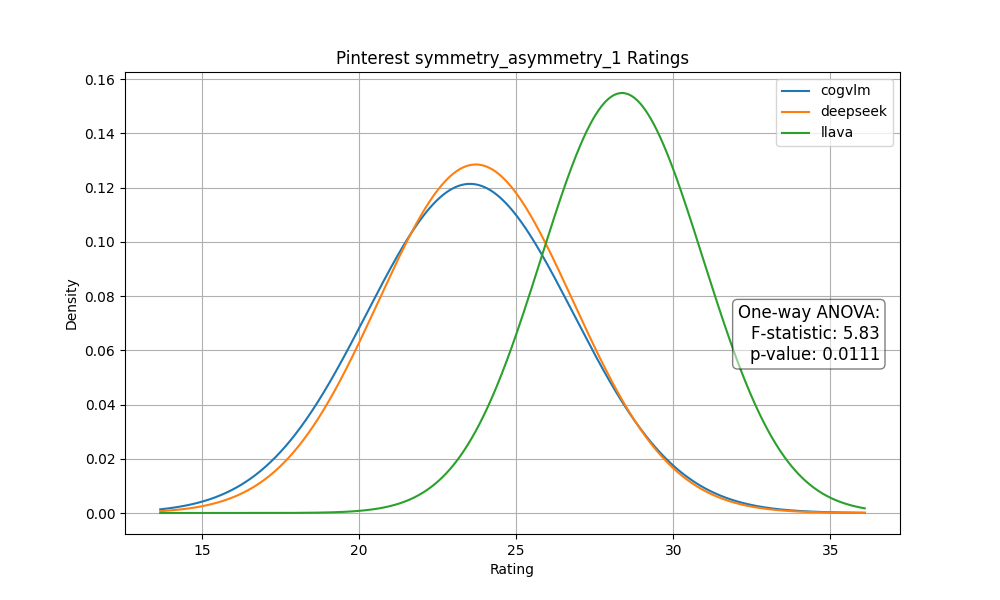 Pinterest symmetry_asymmetry_1 Ratings
0.16
0.14
0.12
0.10
0.08
0.06
0.04
0.02
0.00
Density
cogvlm
deepseek
llava
One-way ANOVA:
F-statistic: 5.83
p-value: 0.0111
15
20
25
30
35
Rating